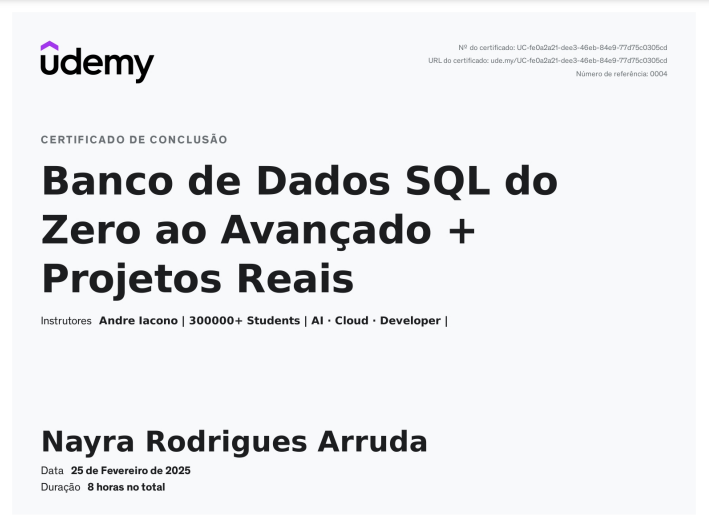 udemy
Nº do certificado: UC-fe0a2a21-dee3-46eb-84e9-77d75c0305cd
URL do certificado: ude.my/UC-fe0a2a21-dee3-46eb-84e9-77d75c0305cd
Número de referência: 0004
CERTIFICADO DE CONCLUSÃO
Banco de Dados SQL do
Zero ao Avançado +
Projetos Reais
Instrutores Andre Iacono | 300000+ Students | AI · Cloud · Developer |
Nayra Rodrigues Arruda
Data 25 de Fevereiro de 2025
Duração 8 horas no total